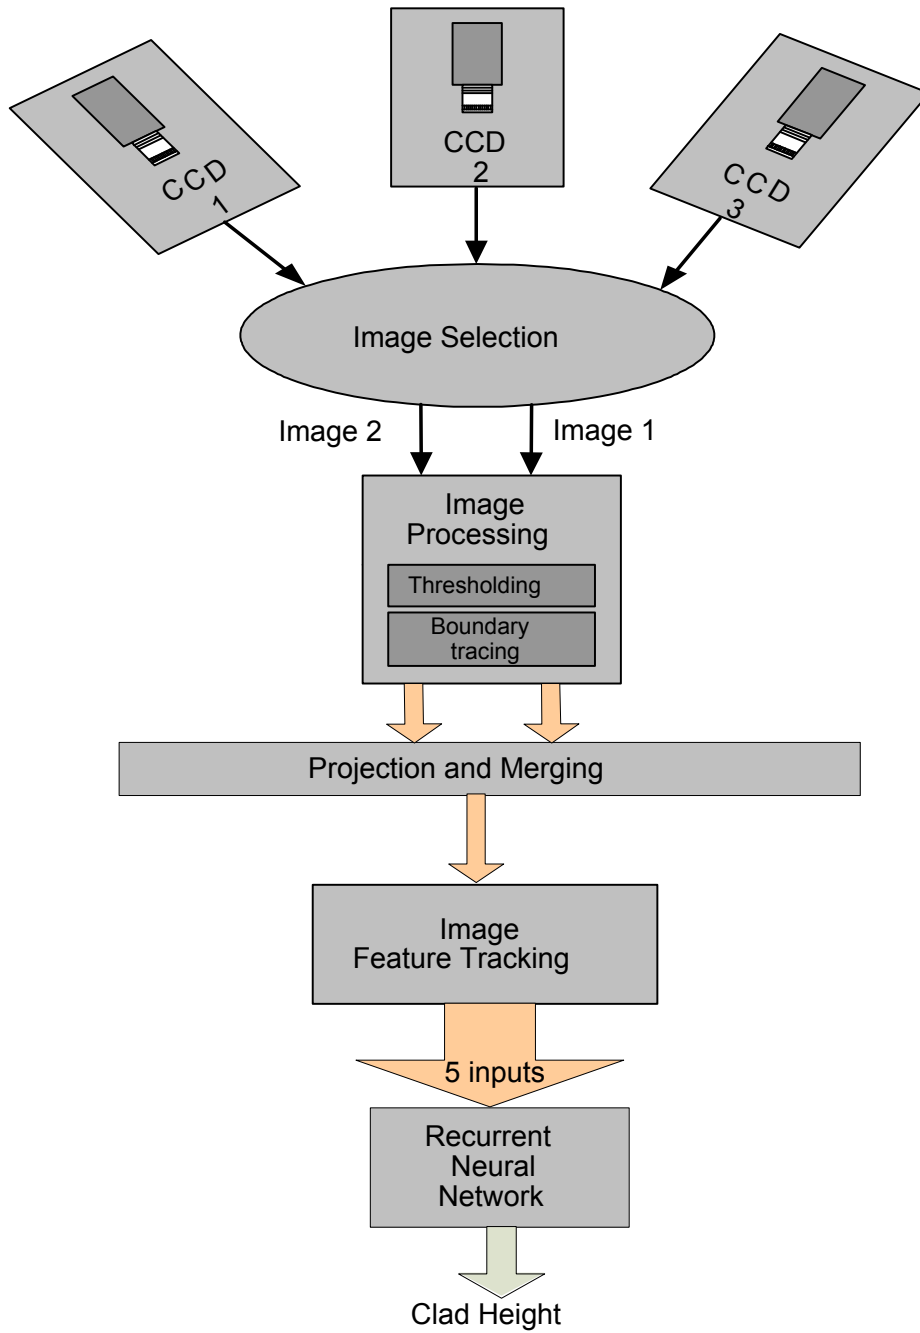 CCD
1
CCD
2
CCD
3
Image Selection
Image 2
Image 1
Image
Processing
Thresholding
Boundary
tracing
Projection and Merging
Image
Feature Tracking
5 inputs
Recurrent
Neural
Network
Clad Height